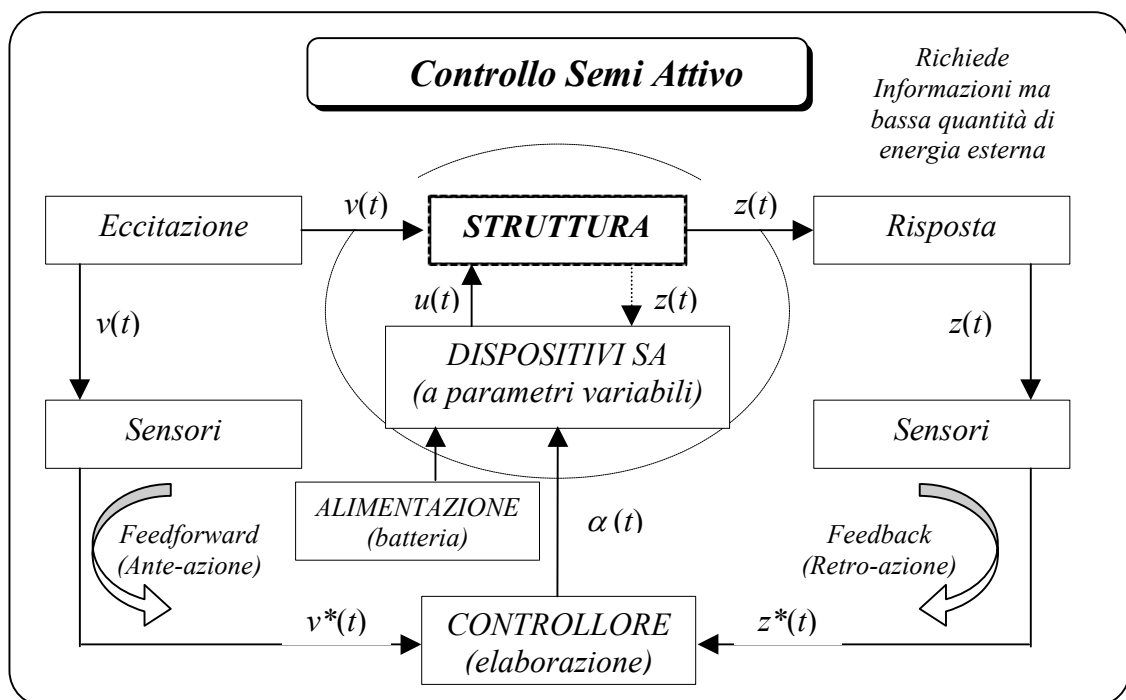 Controllo Semi Attivo
Richiede
Informazioni ma
bassa quantità di
energia esterna
Eccitazione
v(t)
STRUTTURA
z(t)
Risposta
v(t)
u(t)
z(t)
z(t)
DISPOSITIVI SA
(a parametri variabili)
Sensori
Sensori
ALIMENTAZIONE
(batteria)
α (t)
Feedforward
(Ante-azione)
Feedback
(Retro-azione)
v*(t)
CONTROLLORE
(elaborazione)
z*(t)